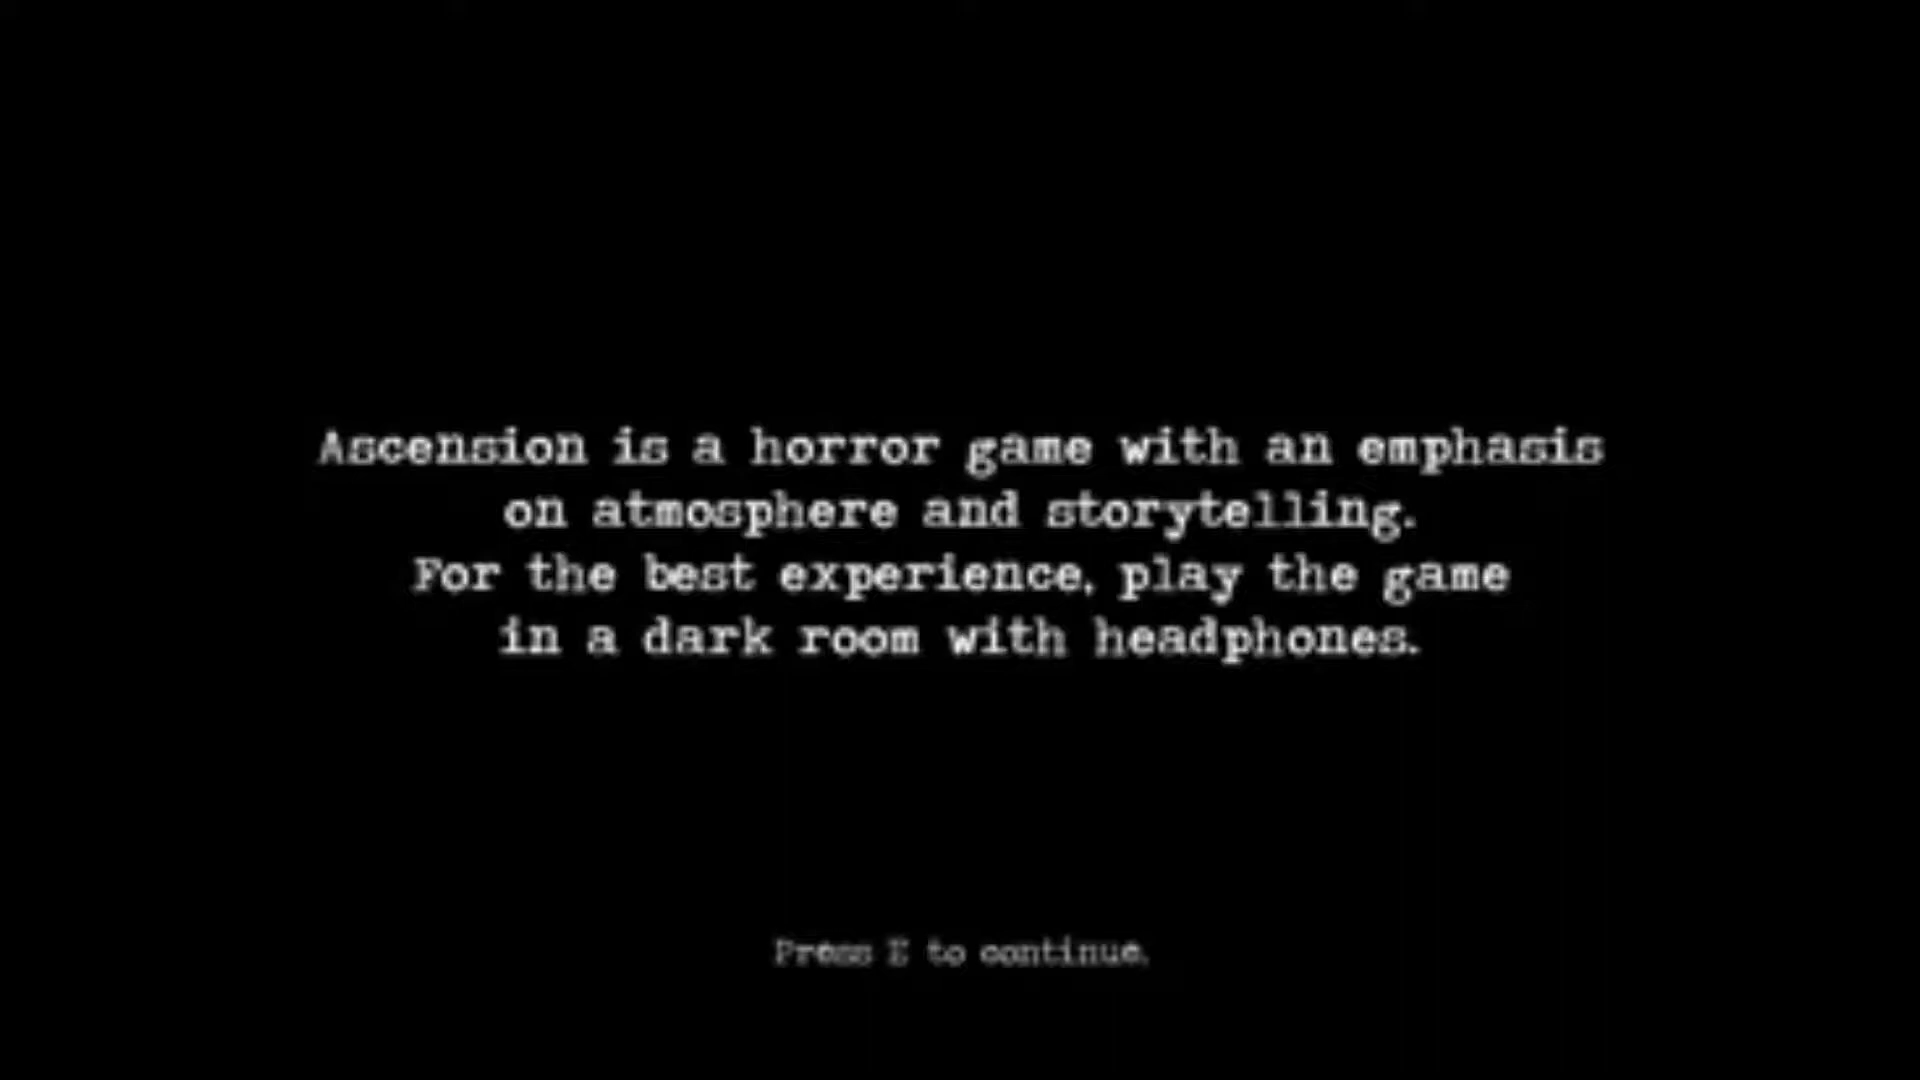 Ascension is a horror game with an emphasis
on atmosphere and storytelling.
For the best experience, play the game
in a dark room with headphones.
Press E to continue.